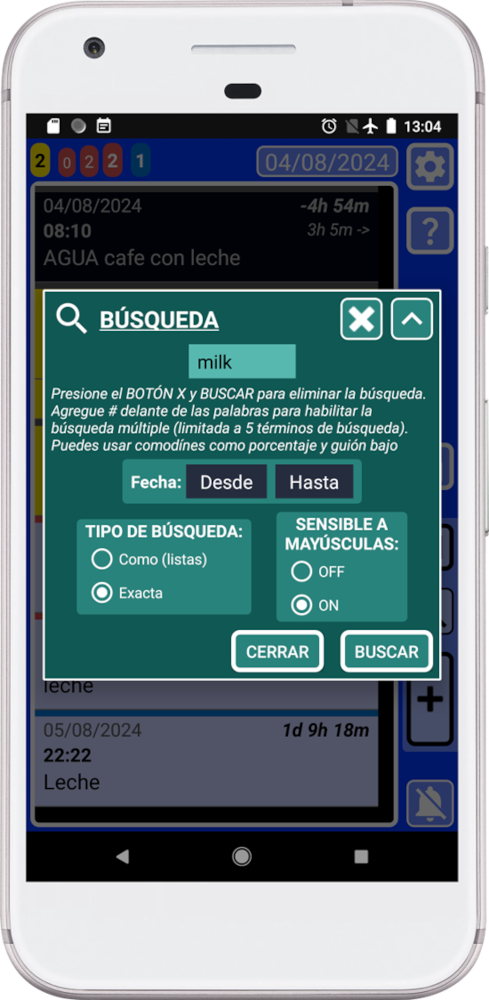 13:04
2 0 2 2 1 04/08/2024
04/08/2024 -4h 54m
08:10 3h 5m ->
AGUA cafe con leche
BÚSQUEDA
milk
Presione el BOTÓN X y BUSCAR para eliminar la búsqueda.
Agregue # delante de las palabras para habilitar la
búsqueda múltiple (limitada a 5 términos de búsqueda).
Puedes usar comodínes como porcentaje y guión bajo
Fecha: Desde Hasta
TIPO DE BÚSQUEDA:
Como (listas)
Exacta
SENSIBLE A
MAYÚSCULAS:
OFF
ON
CERRAR BUSCAR
leche
05/08/2024 1d 9h 18m
22:22
Leche